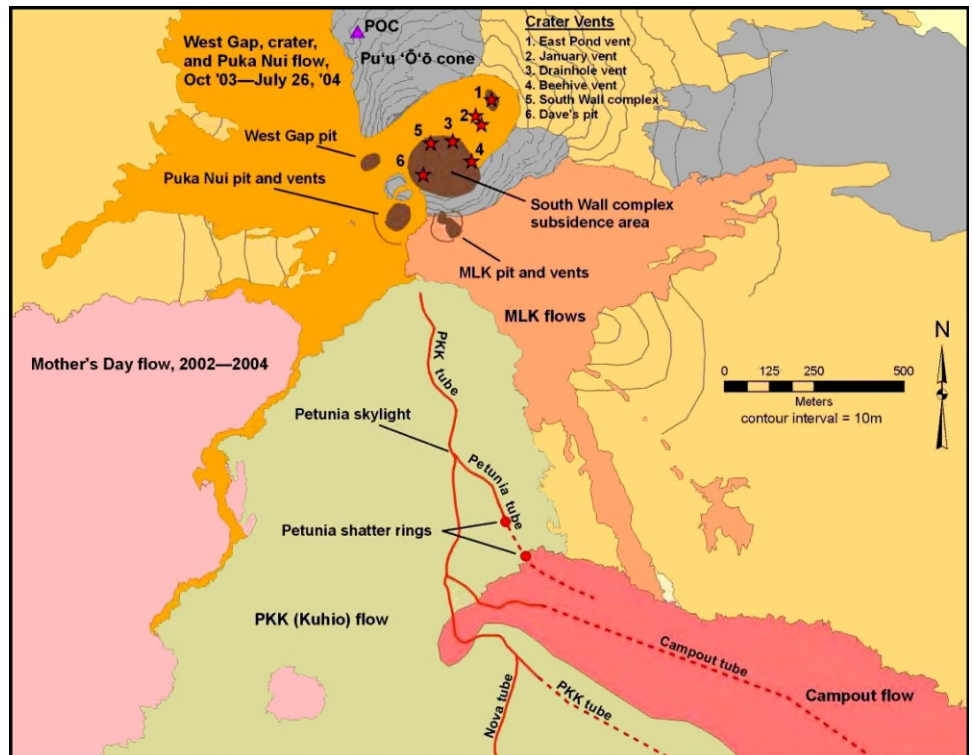 West Gap, crater,
and Puka Nui flow,
Oct '03—July 26, '04
POC
Pu‘u ‘Ō‘ō cone
Crater Vents
1. East Pond vent
2. January vent
3. Drainhole vent
4. Beehive vent
5. South Wall complex
6. Dave's pit
1
2
3
5
4
6
West Gap pit
Puka Nui pit and vents
South Wall complex
subsidence area
MLK pit and vents
MLK flows
Mother's Day flow, 2002—2004
PKK tube
N
0 125 250 500
Meters
contour interval = 10m
Petunia skylight
Petunia tube
Petunia shatter rings
PKK (Kuhio) flow
Campout tube
Campout flow
Nova tube
PKK tube